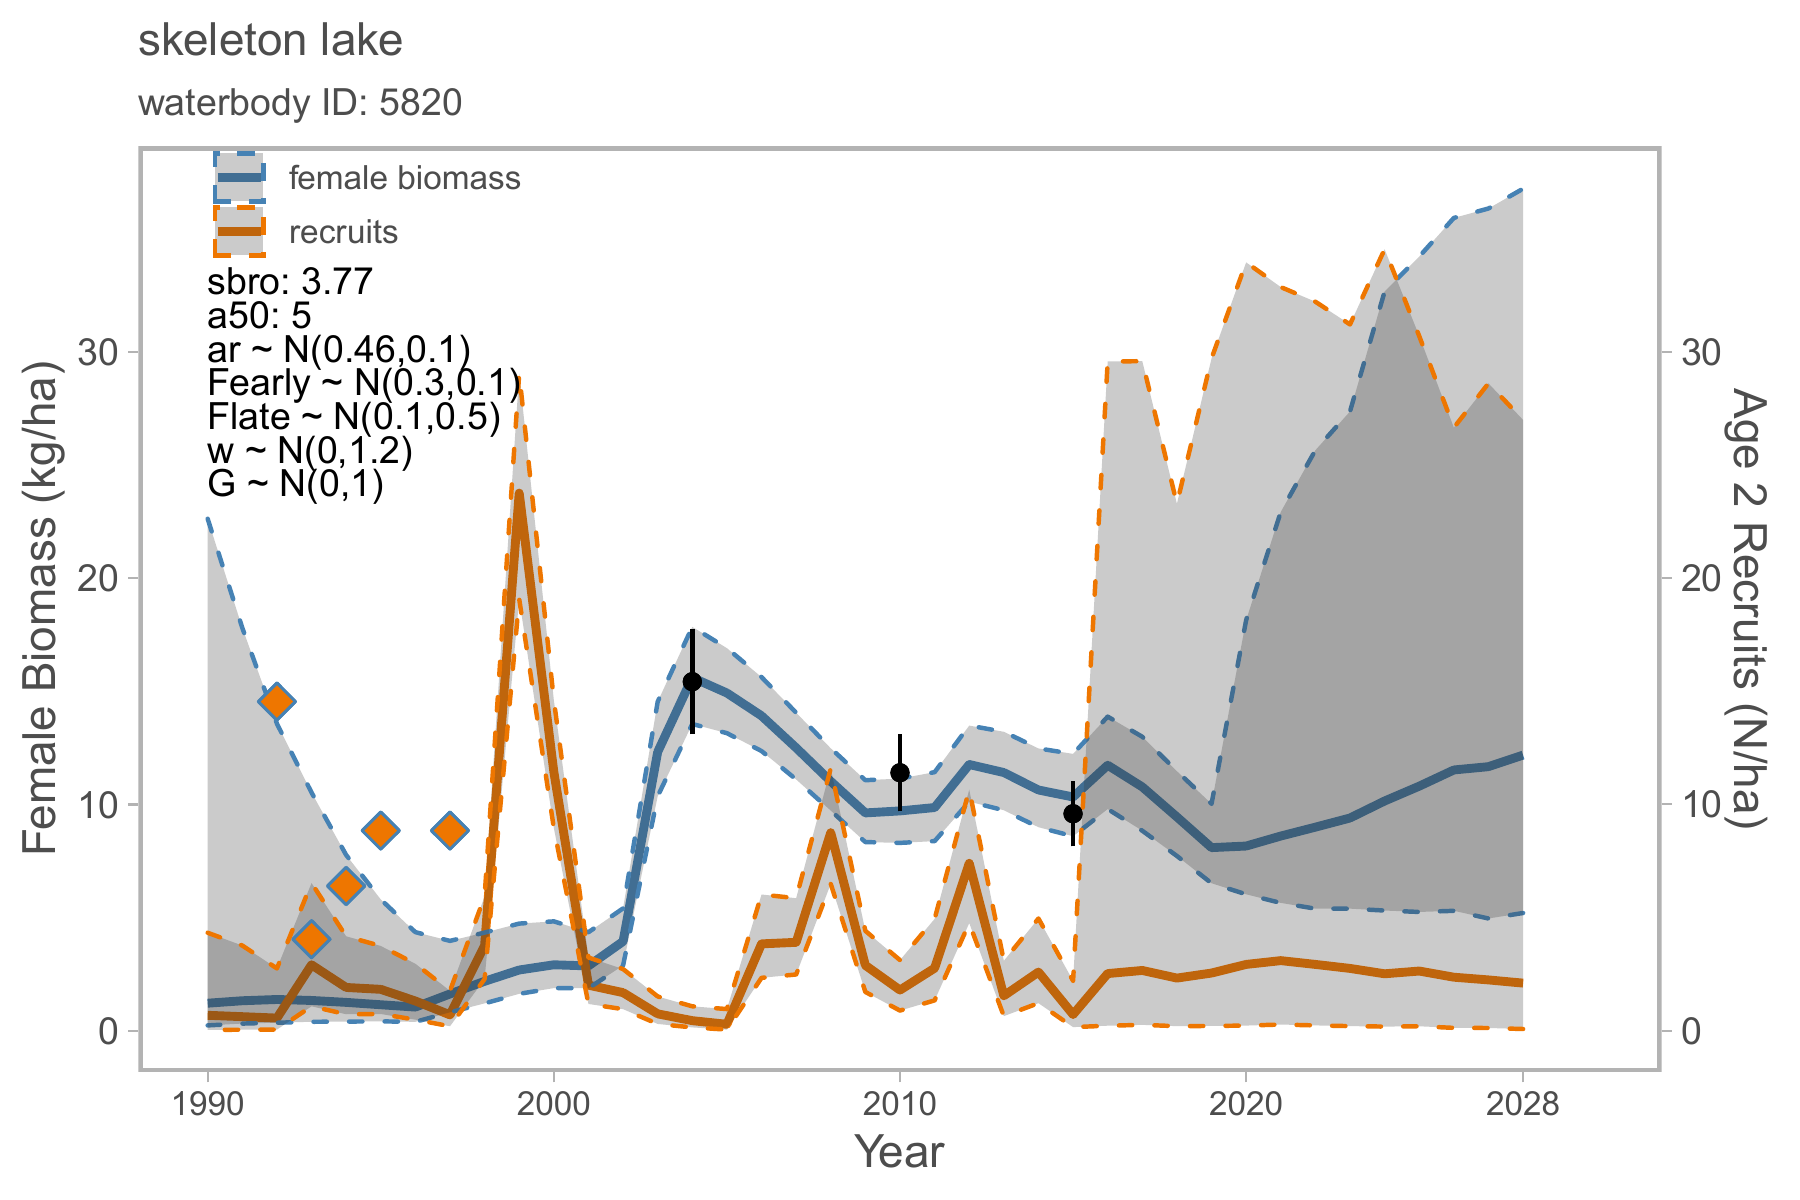 skeleton lake
waterbody ID: 5820
female biomass
recruits
sbro: 3.77
a50: 5
ar ~ N(0.46,0.1)
Fearly ~ N(0.3,0.1)
Flate ~ N(0.1,0.5)
w ~ N(0,1.2)
G ~ N(0,1)
Female Biomass (kg/ha)
30
20
10
0
30
20
10
0
Age 2 Recruits (N/ha)
1990 2000 2010 2020 2028
Year